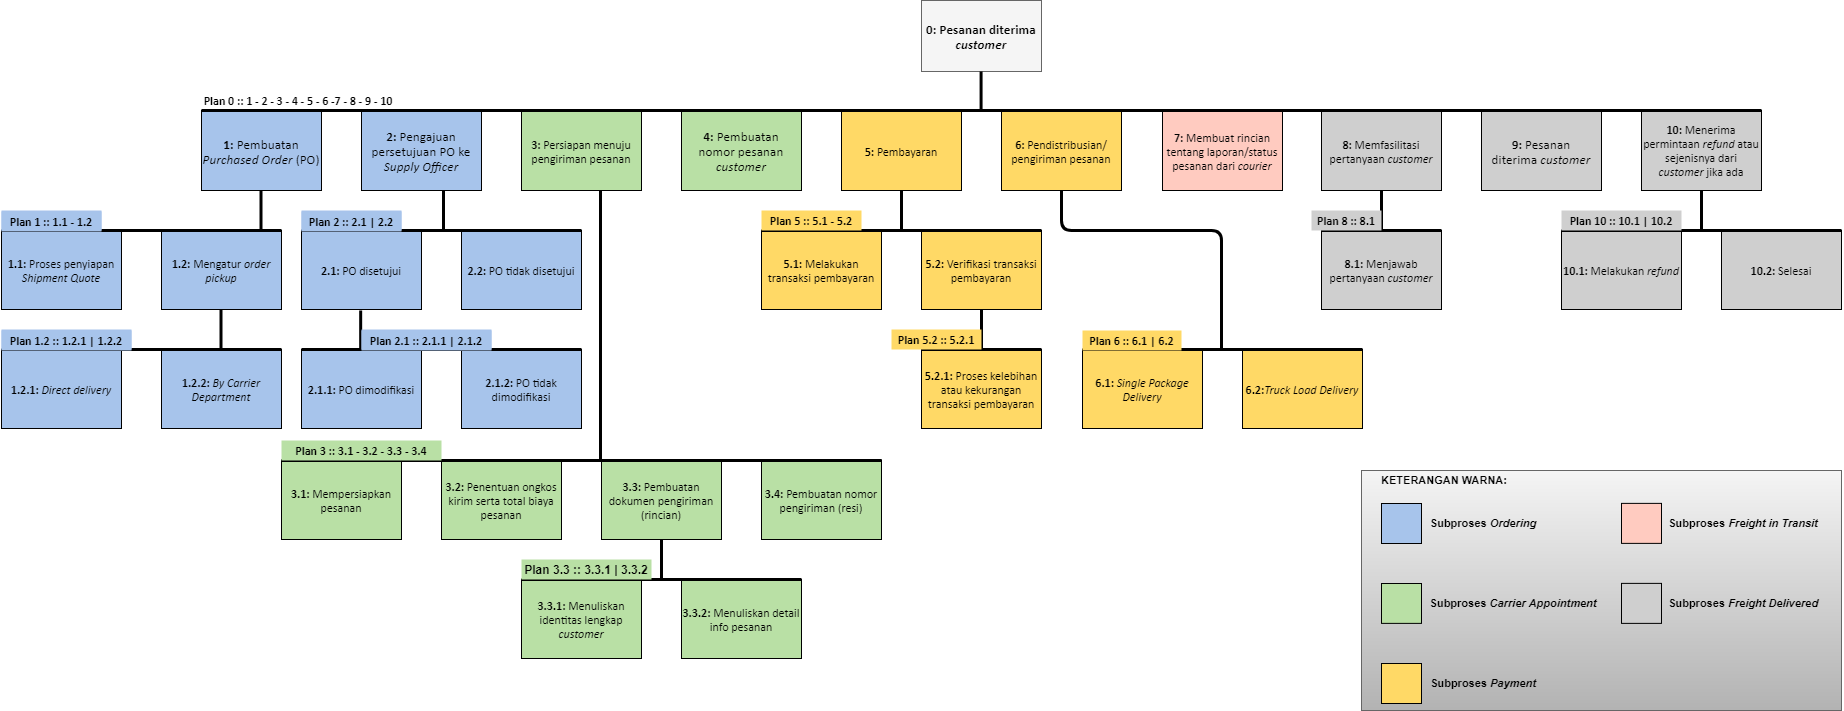 0: Pesanan diterima
customer
Plan 0 :: 1 - 2 - 3 - 4 - 5 - 6 -7 - 8 - 9 - 10
1: Pembuatan
Purchased Order (PO)
2: Pengajuan
persetujuan PO ke
Supply Officer
3: Persiapan menuju
pengiriman pesanan
4: Pembuatan
nomor pesanan
customer
5: Pembayaran
6: Pendistribusian/
pengiriman pesanan
7: Membuat rincian
tentang laporan/status
pesanan dari courier
8: Memfasilitasi
pertanyaan customer
9: Pesanan
diterima customer
10: Menerima
permintaan refund atau
sejenisnya dari
customer jika ada
Plan 1 :: 1.1 - 1.2
1.1: Proses penyiapan
Shipment Quote
1.2: Mengatur order
pickup
Plan 2 :: 2.1 | 2.2
2.1: PO disetujui
2.2: PO tidak disetujui
Plan 5 :: 5.1 - 5.2
5.1: Melakukan
transaksi pembayaran
5.2: Verifikasi transaksi
pembayaran
Plan 8 :: 8.1
8.1: Menjawab
pertanyaan customer
Plan 10 :: 10.1 | 10.2
10.1: Melakukan refund
10.2: Selesai
Plan 1.2 :: 1.2.1 | 1.2.2
1.2.1: Direct delivery
1.2.2: By Carrier
Department
Plan 2.1 :: 2.1.1 | 2.1.2
2.1.1: PO dimodifikasi
2.1.2: PO tidak
dimodifikasi
Plan 5.2 :: 5.2.1
5.2.1: Proses kelebihan
atau kekurangan
transaksi pembayaran
Plan 6 :: 6.1 | 6.2
6.1: Single Package
Delivery
6.2:Truck Load Delivery
Plan 3 :: 3.1 - 3.2 - 3.3 - 3.4
3.1: Mempersiapkan
pesanan
3.2: Penentuan ongkos
kirim serta total biaya
pesanan
3.3: Pembuatan
dokumen pengiriman
(rincian)
3.4: Pembuatan nomor
pengiriman (resi)
Plan 3.3 :: 3.3.1 | 3.3.2
3.3.1: Menuliskan
identitas lengkap
customer
3.3.2: Menuliskan detail
info pesanan
KETERANGAN WARNA:
Subproses Ordering
Subproses Freight in Transit
Subproses Carrier Appointment
Subproses Freight Delivered
Subproses Payment